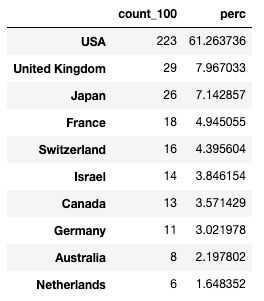 count_100 perc
USA 223 61.263736
United Kingdom 29 7.967033
Japan 26 7.142857
France 18 4.945055
Switzerland 16 4.395604
Israel 14 3.846154
Canada 13 3.571429
Germany 11 3.021978
Australia 8 2.197802
Netherlands 6 1.648352